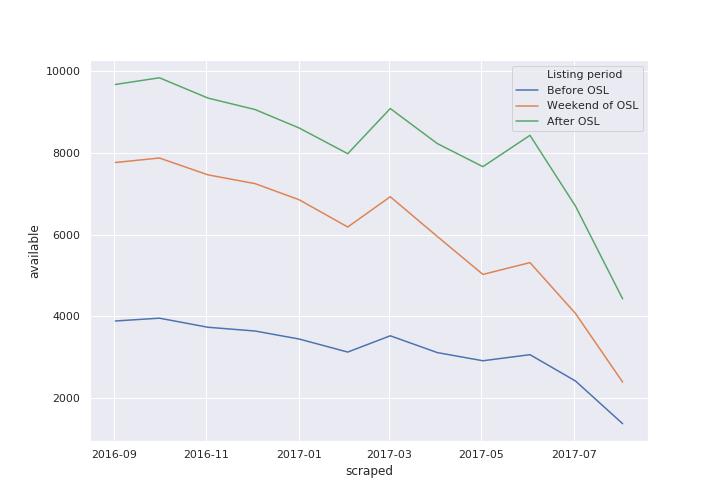 10000
8000
6000
4000
2000
available
Listing period
Before OSL
Weekend of OSL
After OSL
2016-09 2016-11 2017-01 2017-03 2017-05 2017-07
scraped